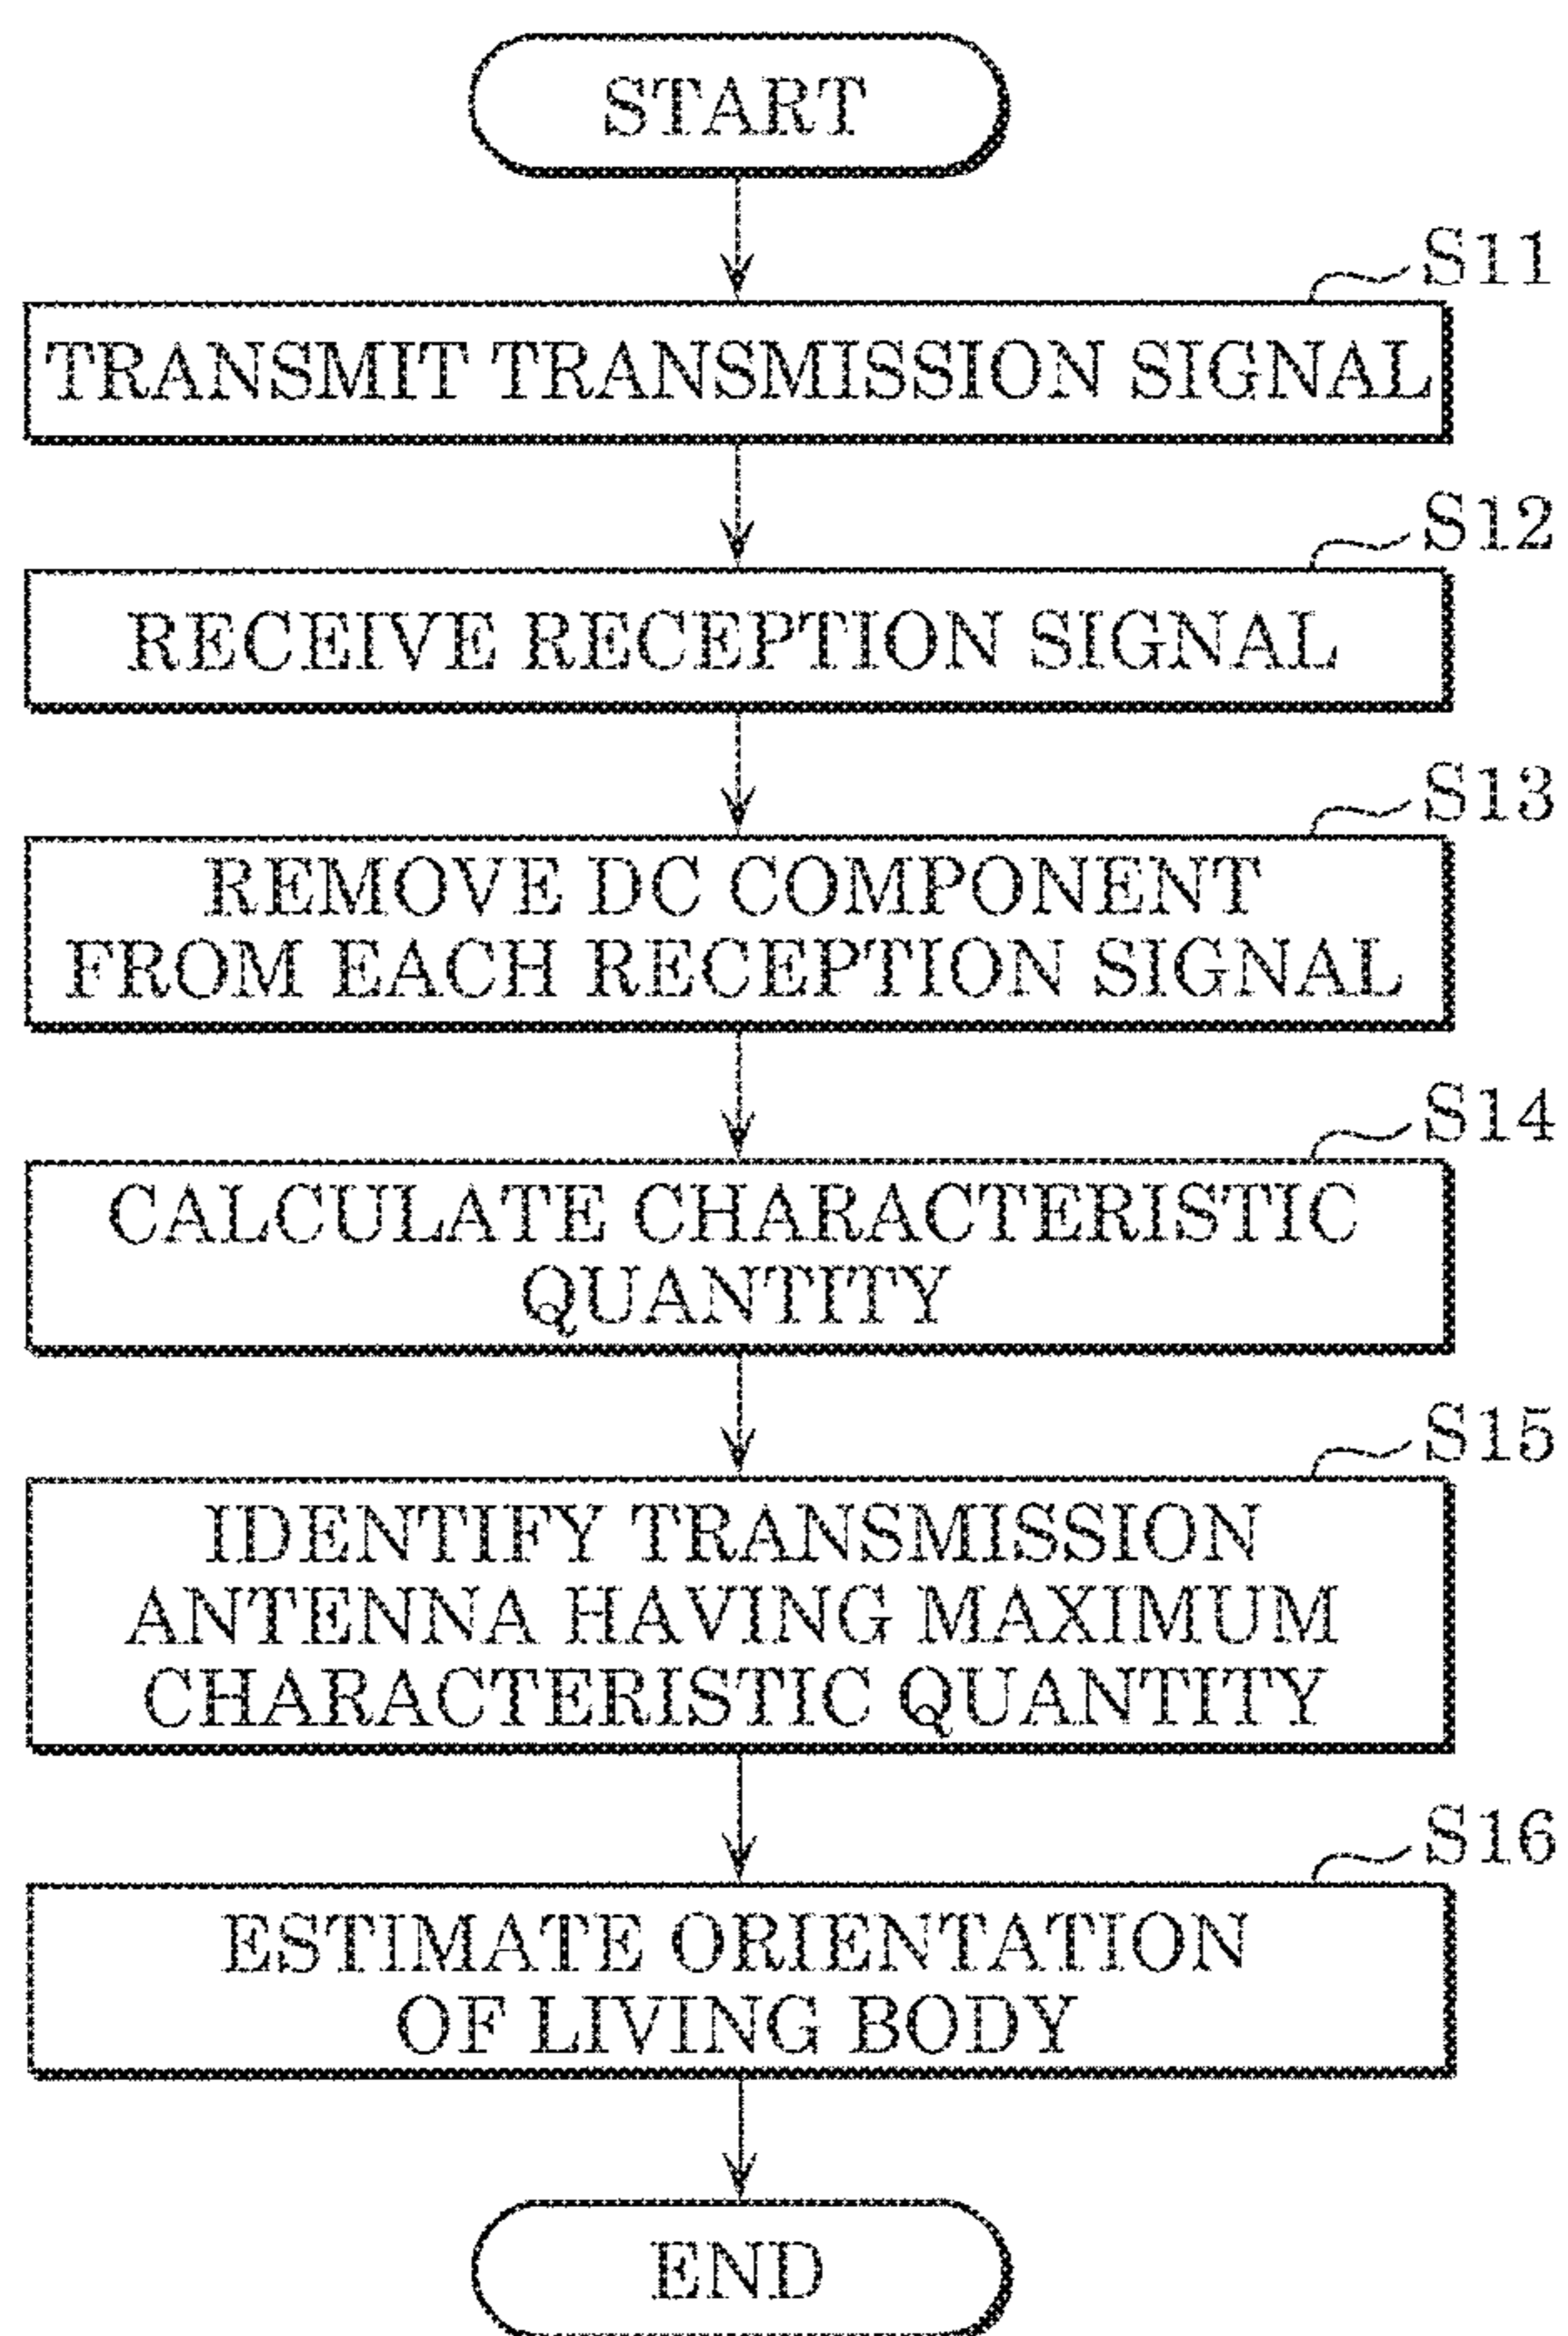 START
S11
TRANSMIT TRANSMISSION SIGNAL
S12
RECEIVE RECEPTION SIGNAL
S13
REMOVE DC COMPONENT
FROM EACH RECEPTION SIGNAL
S14
CALCULATE CHARACTERISTIC
QUANTITY
S15
IDENTIFY TRANSMISSION
ANTENNA HAVING MAXIMUM
CHARACTERISTIC QUANTITY
S16
ESTIMATE ORIENTATION
OF LIVING BODY
END